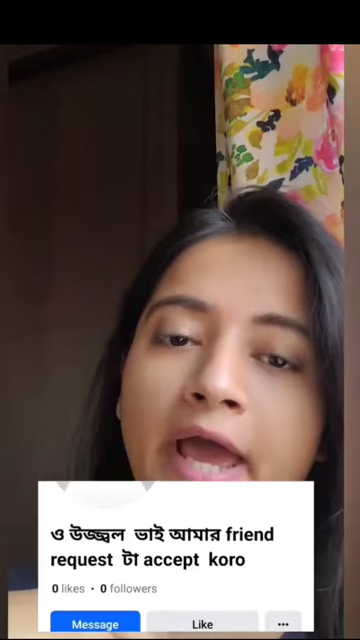 ও উজ্জ্বল ভাই আমার friend
request টা accept koro
0 likes • 0 followers
Message
Like